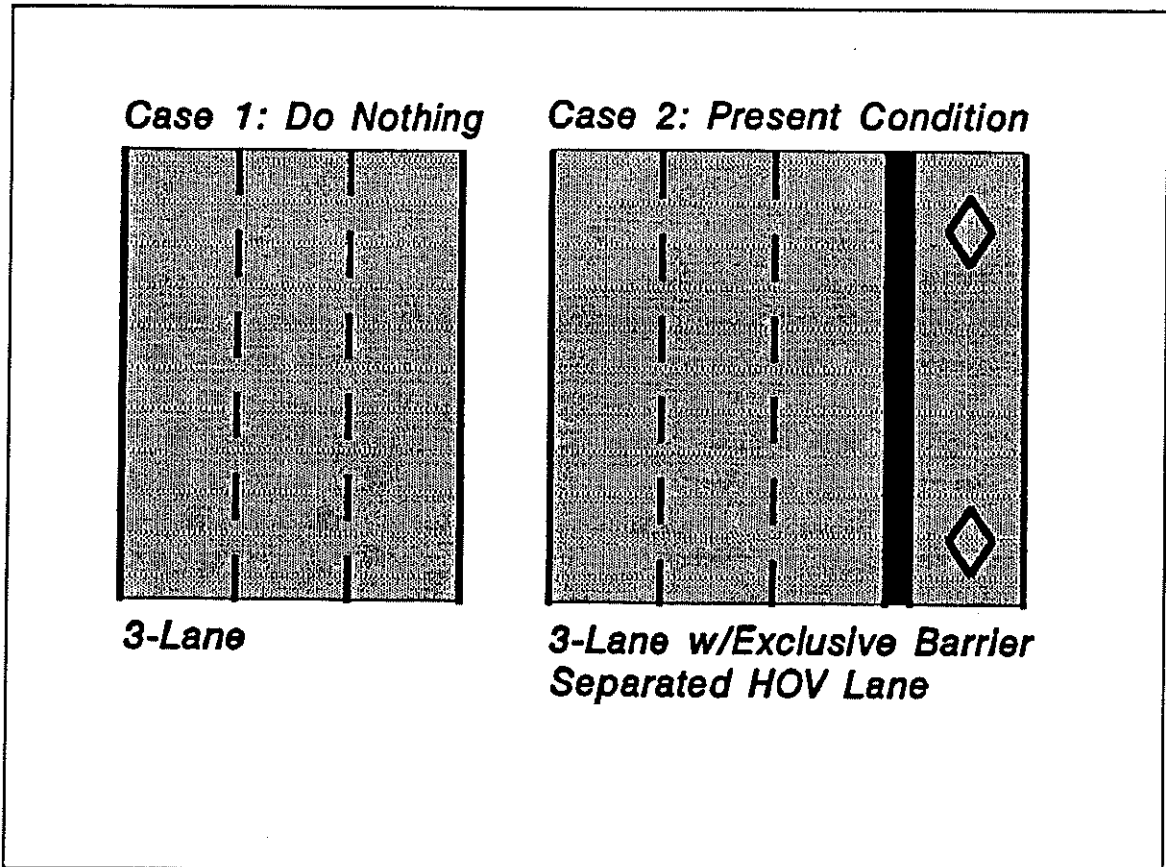 Case 1: Do Nothing
Case 2: Present Condition
3-Lane
3-Lane w/Exclusive Barrier
Separated HOV Lane